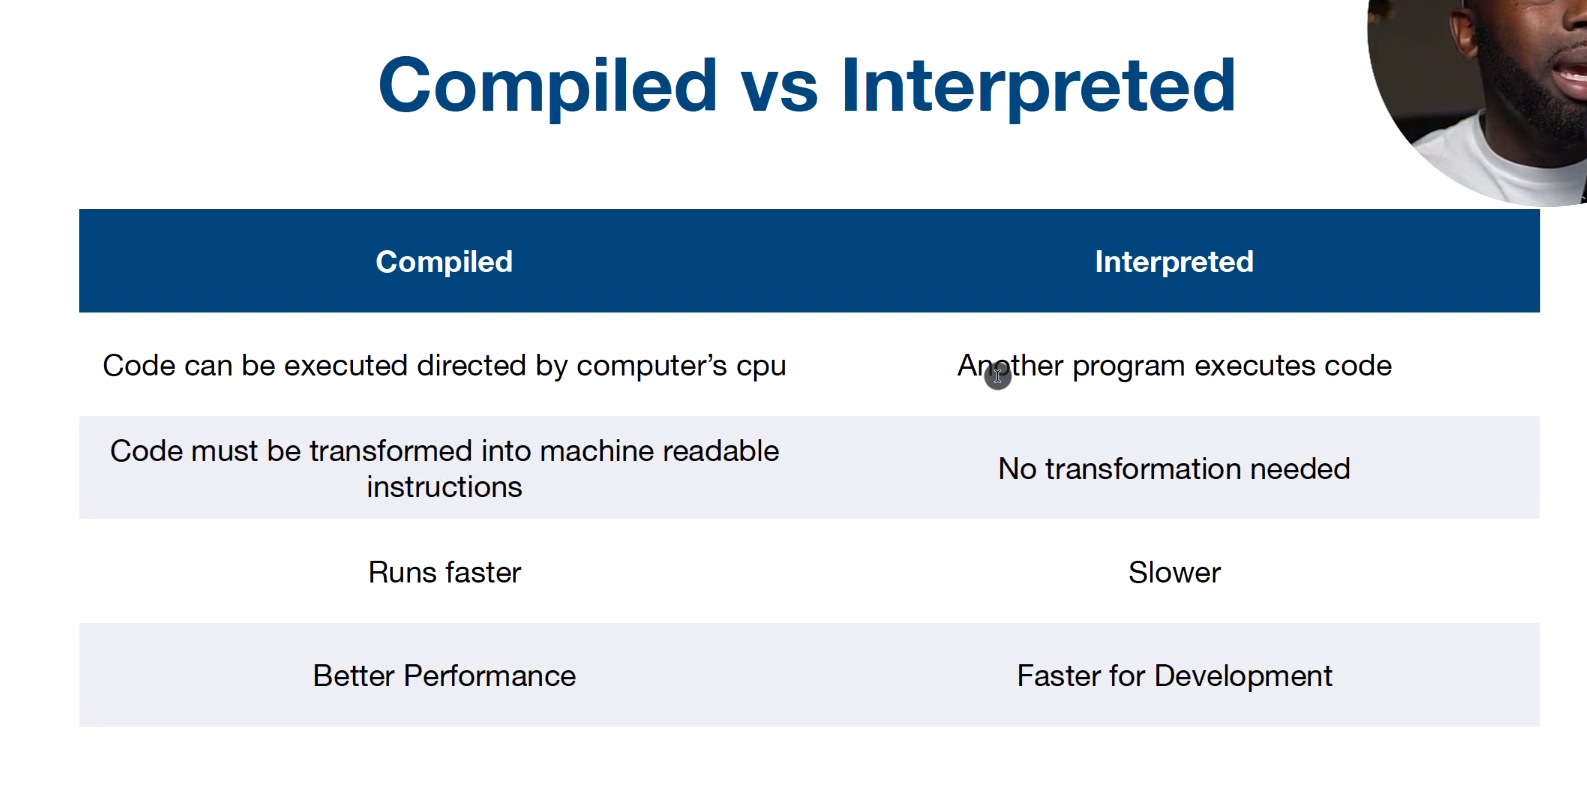 Compiled vs Interpreted
Compiled
Interpreted
Code can be executed directed by computer’s cpu
Another program executes code
Code must be transformed into machine readable
instructions
No transformation needed
Runs faster
Slower
Better Performance
Faster for Development